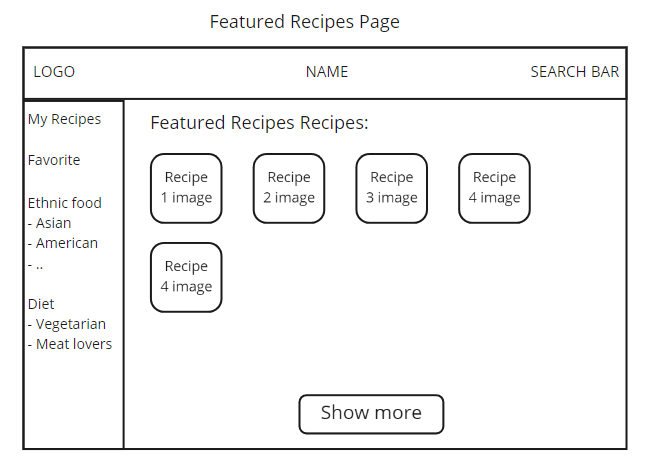 Featured Recipes Page
LOGO
NAME
SEARCH BAR
My Recipes
Favorite
Ethnic food
- Asian
- American
- ..
Diet
- Vegetarian
- Meat lovers
Featured Recipes Recipes:
Recipe
1 image
Recipe
2 image
Recipe
3 image
Recipe
4 image
Recipe
4 image
Show more